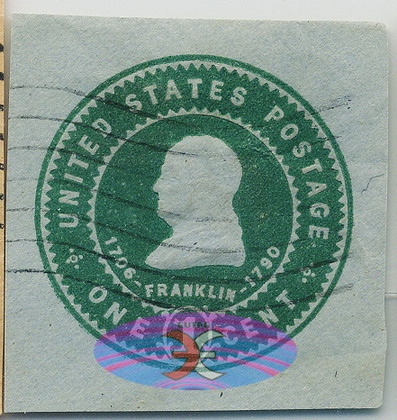 UNITED STATES POSTAGE
1706-FRANKLIN-1790
ONE CENT